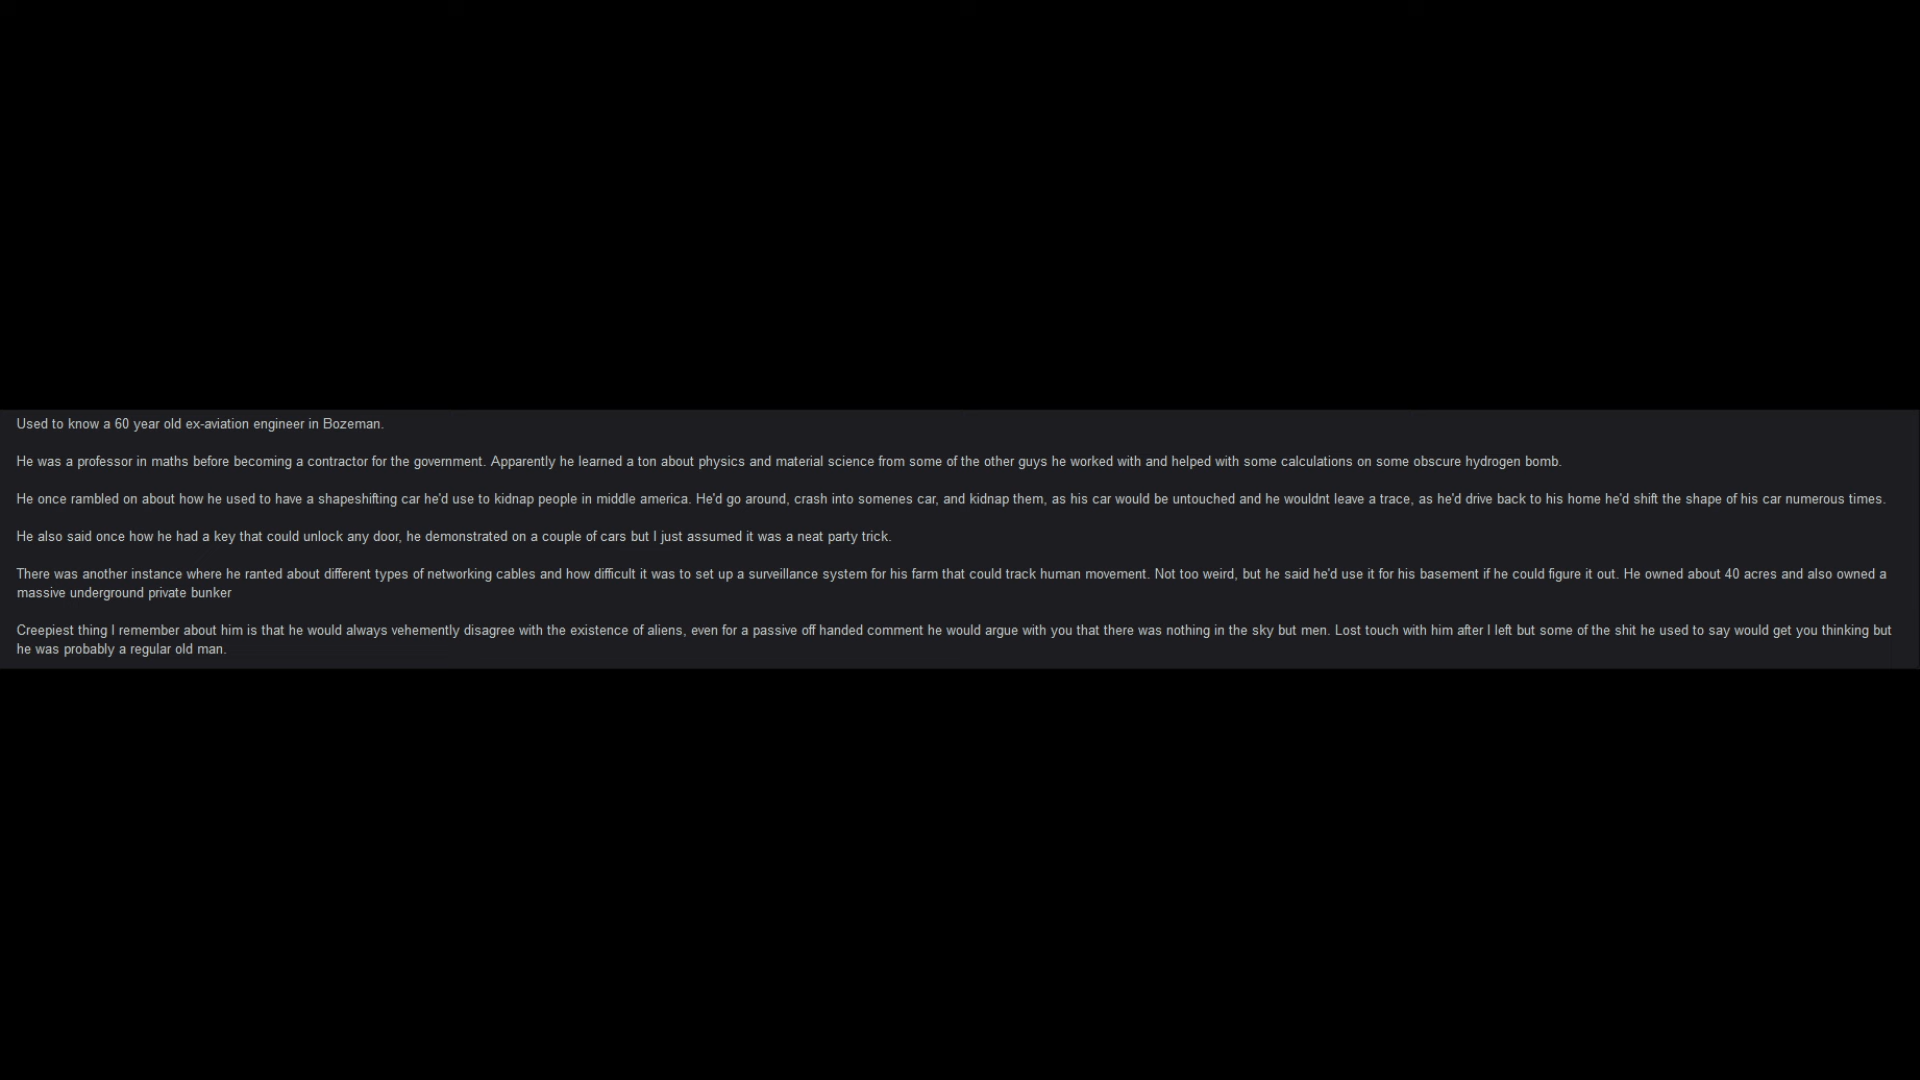 Used to know a 60 year old ex-aviation engineer in Bozeman.
He was a professor in maths before becoming a contractor for the government. Apparently he learned a ton about physics and material science from some of the other guys he worked with and helped with some calculations on some obscure hydrogen bomb.
He once rambled on about how he used to have a shapeshifting car he'd use to kidnap people in middle america. He'd go around, crash into somenes car, and kidnap them, as his car would be untouched and he wouldnt leave a trace, as he'd drive back to his home he'd shift the shape of his car numerous times.
He also said once how he had a key that could unlock any door, he demonstrated on a couple of cars but I just assumed it was a neat party trick.
There was another instance where he ranted about different types of networking cables and how difficult it was to set up a surveillance system for his farm that could track human movement. Not too weird, but he said he'd use it for his basement if he could figure it out. He owned about 40 acres and also owned a
massive underground private bunker
Creepiest thing I remember about him is that he would always vehemently disagree with the existence of aliens, even for a passive off handed comment he would argue with you that there was nothing in the sky but men. Lost touch with him after I left but some of the shit he used to say would get you thinking but
he was probably a regular old man.